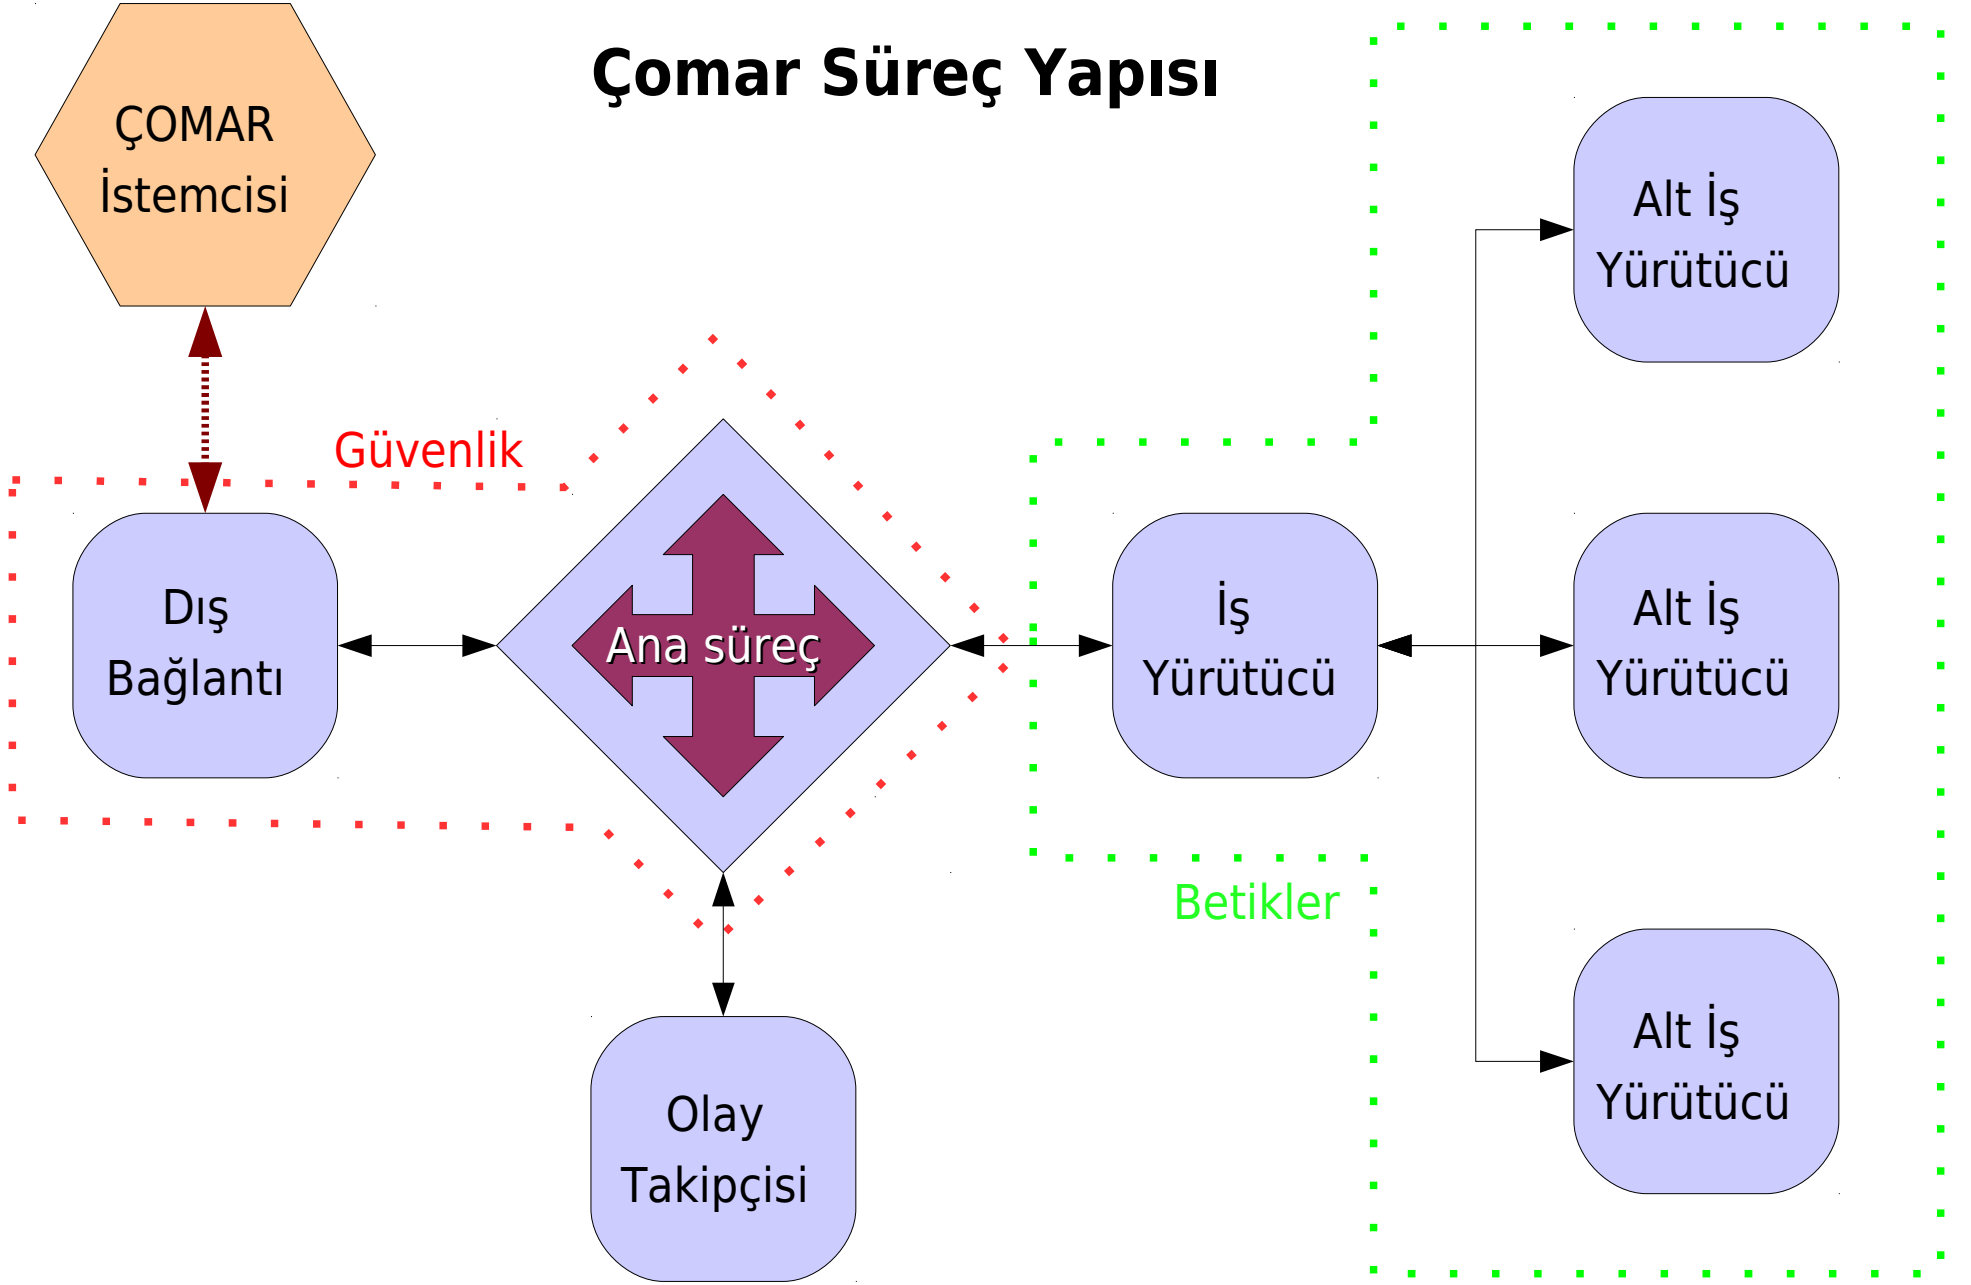 Çomar Süreç Yapısı
ÇOMAR
İstemcisi
Güvenlik
Dış
Bağlantı
Ana süreç
İş
Yürütücü
Alt İş
Yürütücü
Alt İş
Yürütücü
Alt İş
Yürütücü
Betikler
Olay
Takipçisi